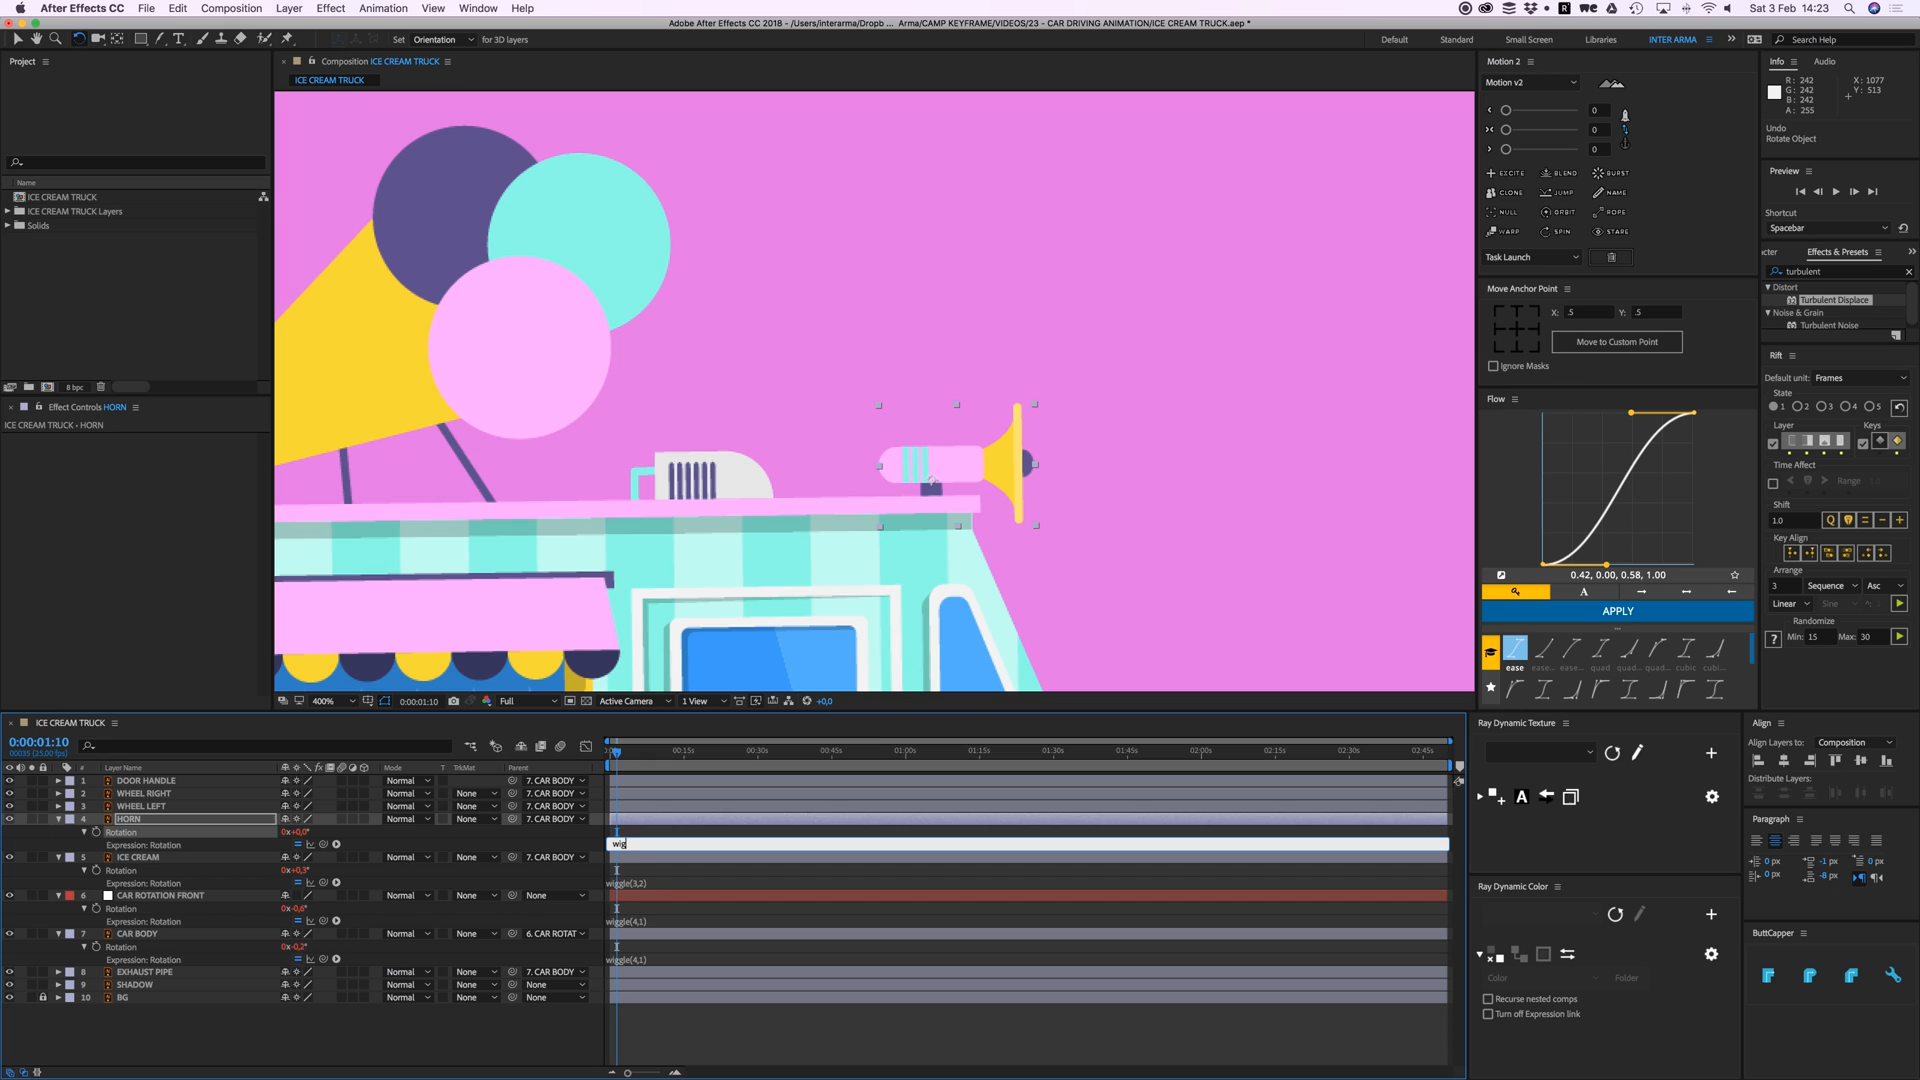 After Effects CC File Edit Composition Layer Effect Animation View Window Help Sat 3 Feb 14:23
Adobe After Effects CC 2018 - /Users/interarma/Dropb ... Arma/CAMP KEYFRAME/VIDEOS/23 - CAR DRIVING ANIMATION/ICE CREAM TRUCK.aep *
Set Orientation for 3D layers Default Standard Small Screen Libraries INTER ARMA Search Help
Project
Name
ICE CREAM TRUCK
ICE CREAM TRUCK Layers
Solids
8 bpc
Effect Controls HORN
ICE CREAM TRUCK • HORN
Composition ICE CREAM TRUCK
ICE CREAM TRUCK
400% 0:00:01:10 Full Active Camera 1 View +0,0
Motion 2
Motion v2
0
0
0
EXCITE BLEND BURST
CLONE JUMP NAME
NULL ORBIT ROPE
WARP SPIN STARE
Task Launch
Move Anchor Point
X: .5 Y: .5
Move to Custom Point
Ignore Masks
Flow
0.42, 0.00, 0.58, 1.00
A
APPLY
ease ease... ease... quad quad... quad... cubic cubi...
Info Audio
R: 242 X: 1077
G: 242 Y: 513
B: 242
A: 255
Undo
Rotate Object
Preview
Shortcut
Spacebar
cter Effects & Presets
turbulent
Distort
Turbulent Displace
Noise & Grain
Turbulent Noise
Rift
Default unit: Frames
State
1 2 3 4 5
Layer Keys
Time Affect
Range 1.0
Shift
1.0
Key Align
Arrange
3 Sequence Asc
Linear Sine
Randomize
? Min: 15 Max: 30
ICE CREAM TRUCK
0:00:01:10
00035 (25.00 fps)
00:15s 00:30s 00:45s 01:00s 01:15s 01:30s 01:45s 02:00s 02:15s 02:30s 02:45s
# Layer Name Mode T TrkMat Parent
1 DOOR HANDLE Normal 7. CAR BODY
2 WHEEL RIGHT Normal None 7. CAR BODY
3 WHEEL LEFT Normal None 7. CAR BODY
4 HORN Normal None 7. CAR BODY
Rotation 0x+0,0°
Expression: Rotation wig
5 ICE CREAM Normal None 7. CAR BODY
Rotation 0x+0,3°
Expression: Rotation wiggle(3,2)
6 CAR ROTATION FRONT Normal None None
Rotation 0x-0,6°
Expression: Rotation wiggle(4,1)
7 CAR BODY Normal None 6. CAR ROTAT
Rotation 0x-0,2°
Expression: Rotation wiggle(4,1)
8 EXHAUST PIPE Normal None 7. CAR BODY
9 SHADOW Normal None None
10 BG Normal None None
Ray Dynamic Texture
A
Ray Dynamic Color
Color Folder
Recurse nested comps
Turn off Expression link
Align
Align Layers to: Composition
Distribute Layers:
Paragraph
0 px -1 px 0 px
0 px -8 px
ButtCapper